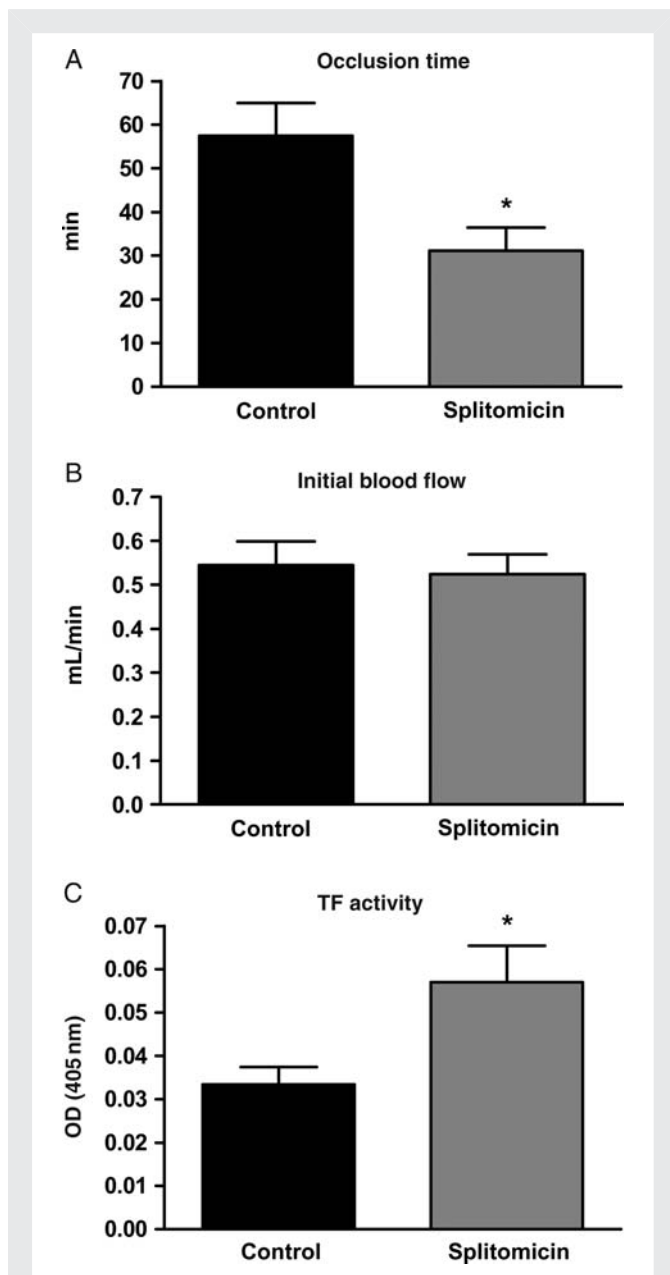 A
Occlusion time
70
60
50
40
30
20
10
0
min
*
Control Splitomicin
B
Initial blood flow
0.7
0.6
0.5
0.4
0.3
0.2
0.1
0.0
mL/min
Control Splitomicin
C
TF activity
0.07
0.06
0.05
0.04
0.03
0.02
0.01
0.00
OD (405 nm)
*
Control Splitomicin